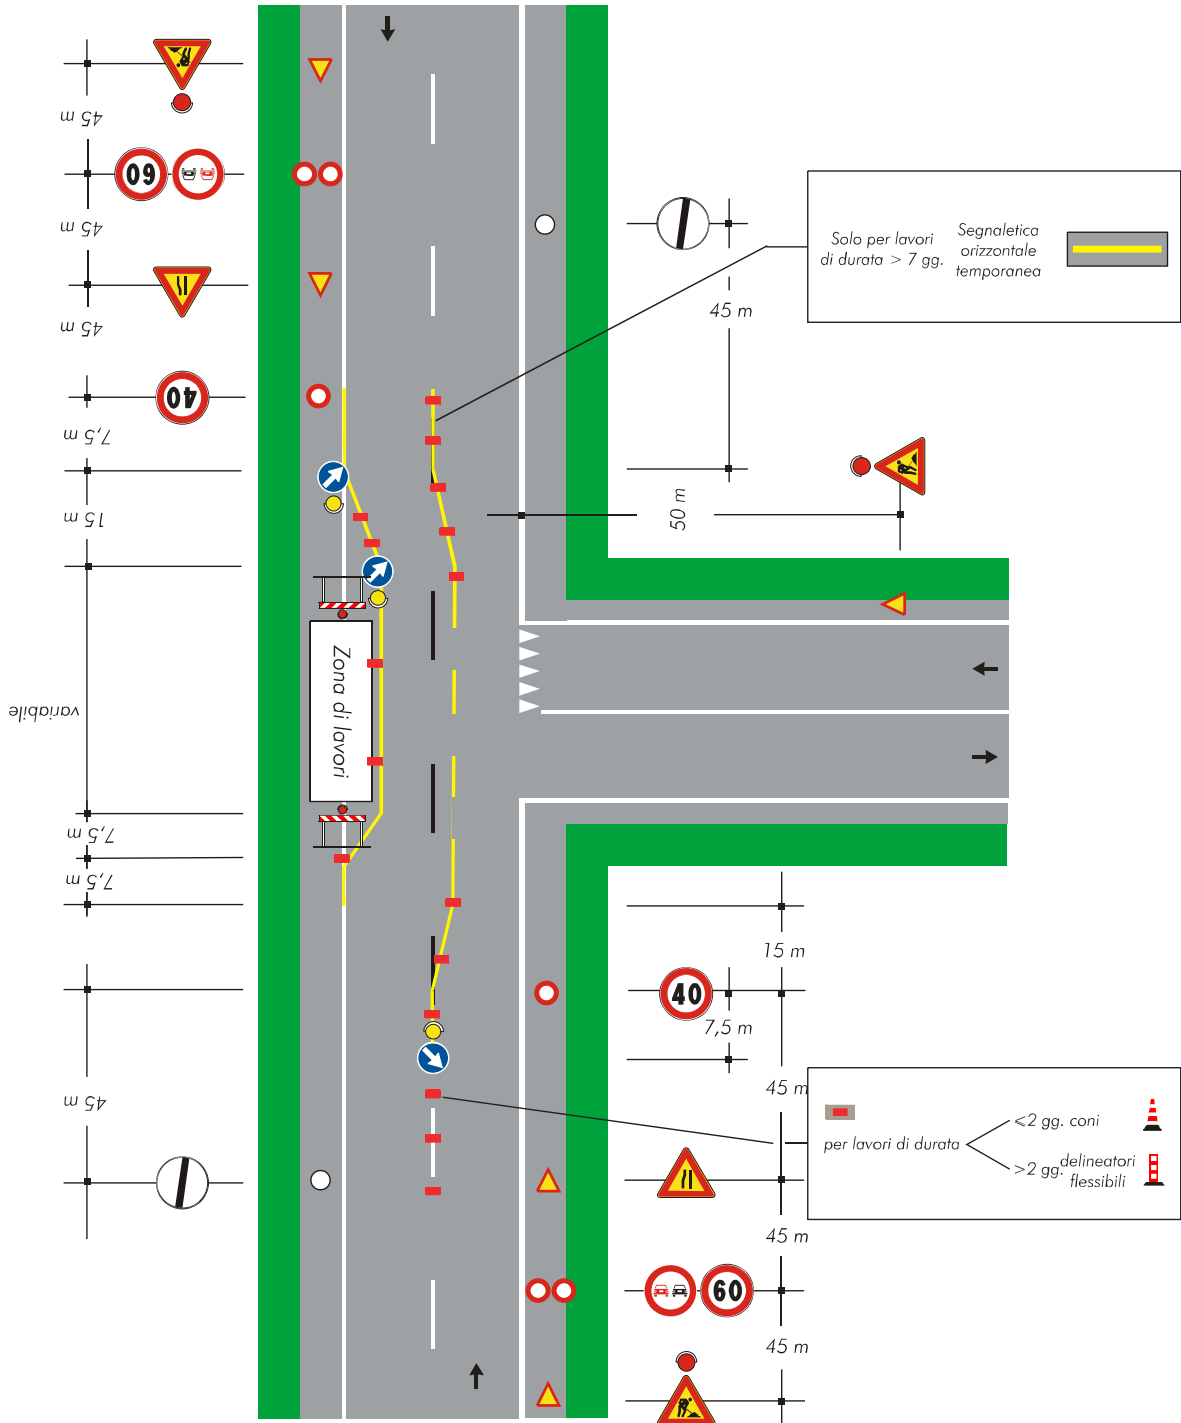 45 m
60
45 m
45 m
40
7,5 m
15 m
variabile
7,5 m
7,5 m
45 m
Zona di lavori
45 m
50 m
Solo per lavori
di durata > 7 gg.
Segnaletica
orizzontale
temporanea
15 m
40
7,5 m
45 m
per lavori di durata
≤2 gg. coni
>2 gg. delineatori
flessibili
45 m
60
45 m